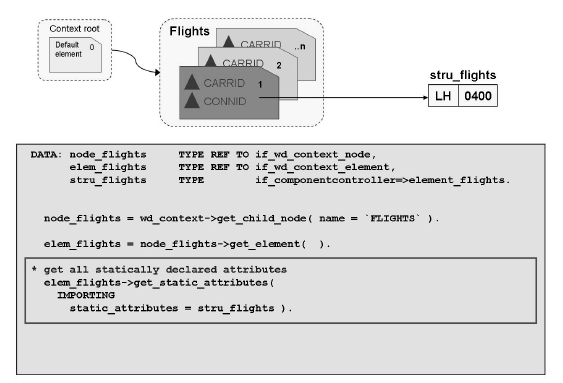 Context root
Default
element
0
Flights
CARRID ..n
CARRID 2
CARRID 1
CONNID
stru_flights
LH 0400
DATA: node_flights TYPE REF TO if_wd_context_node,
elem_flights TYPE REF TO if_wd_context_element,
stru_flights TYPE if_componentcontroller=>element_flights.
node_flights = wd_context->get_child_node( name = `FLIGHTS` ).
elem_flights = node_flights->get_element( ).
* get all statically declared attributes
elem_flights->get_static_attributes(
IMPORTING
static_attributes = stru_flights ).